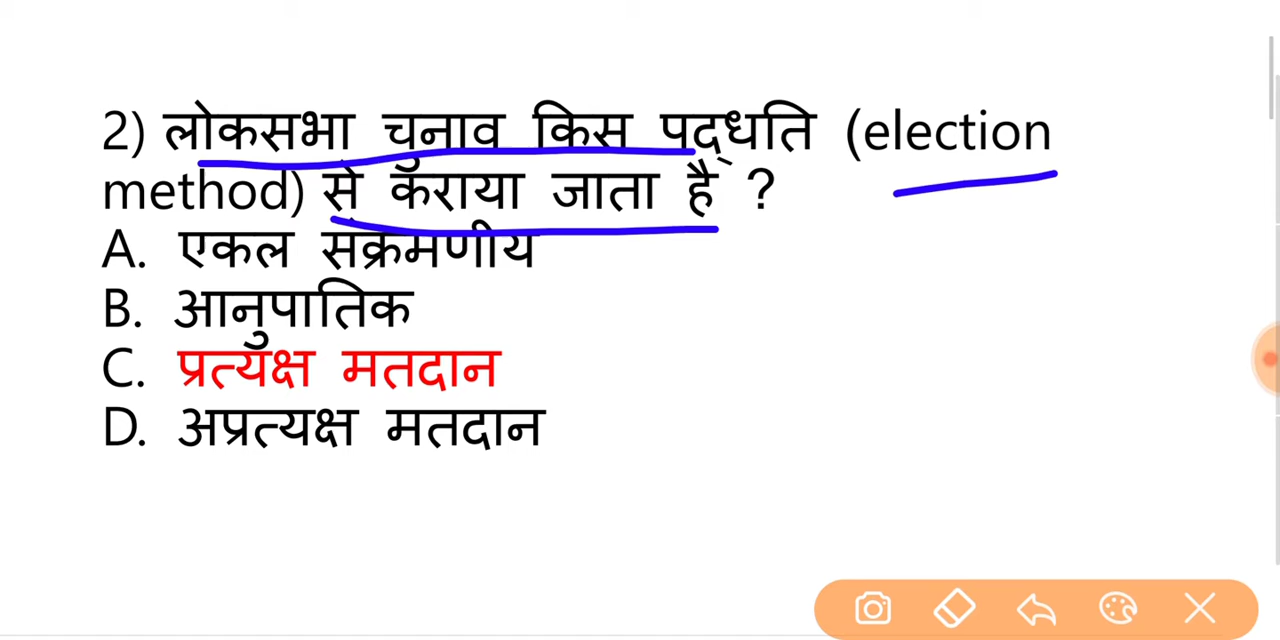 2) लोकसभा चुनाव किस पद्धति (election
method) से कराया जाता है ?
A. एकल संक्रमणीय
B. आनुपातिक
C. प्रत्यक्ष मतदान
D. अप्रत्यक्ष मतदान